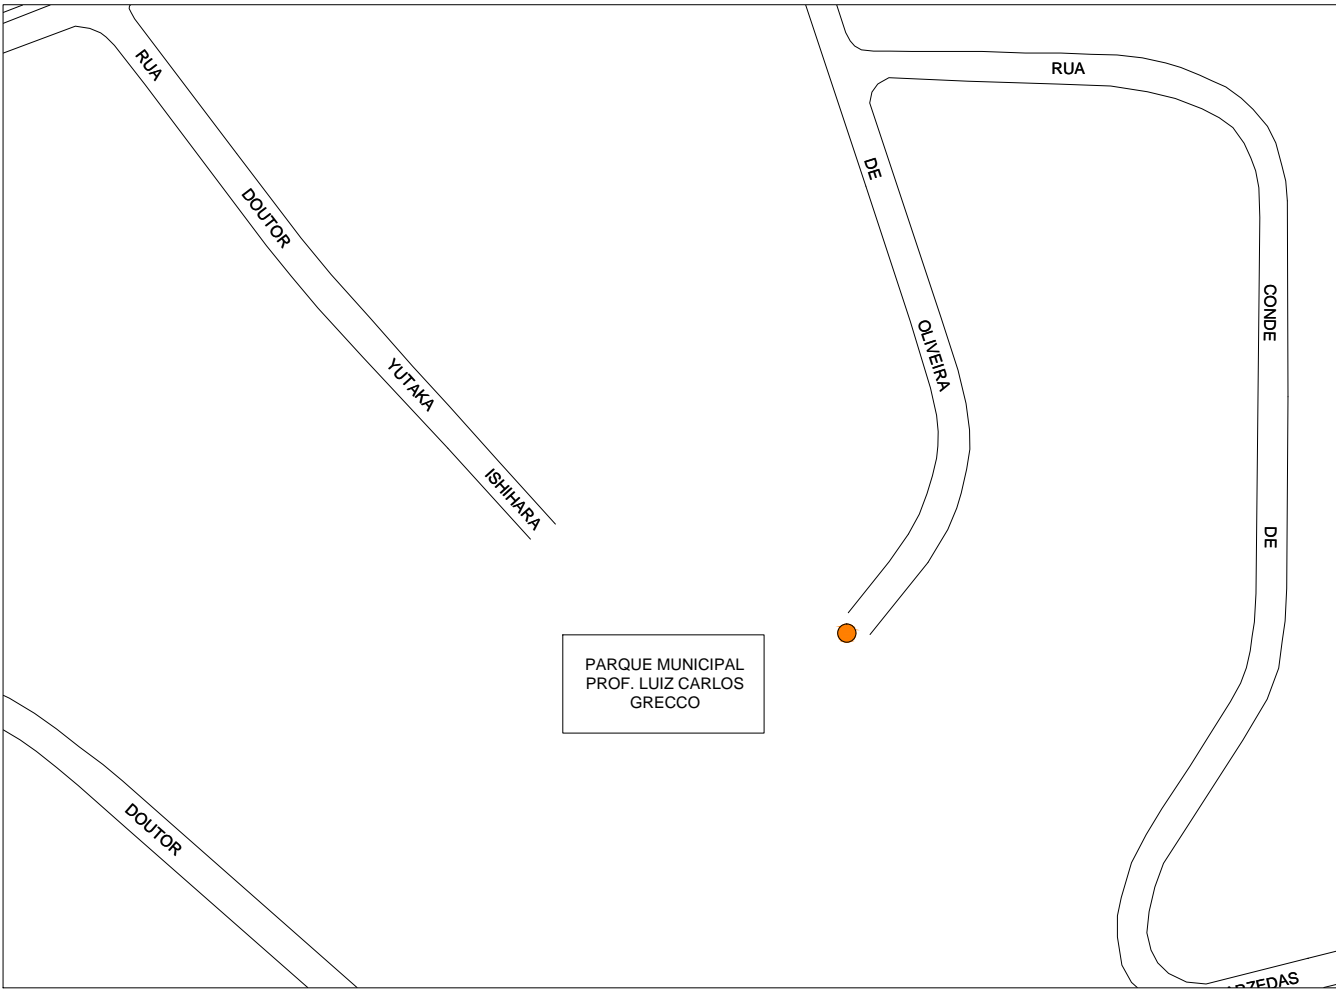 RUA
DOUTOR
YUTAKA
ISHIHARA
DE
OLIVEIRA
RUA
CONDE
DE
PARQUE MUNICIPAL
PROF. LUIZ CARLOS
GRECCO
DOUTOR